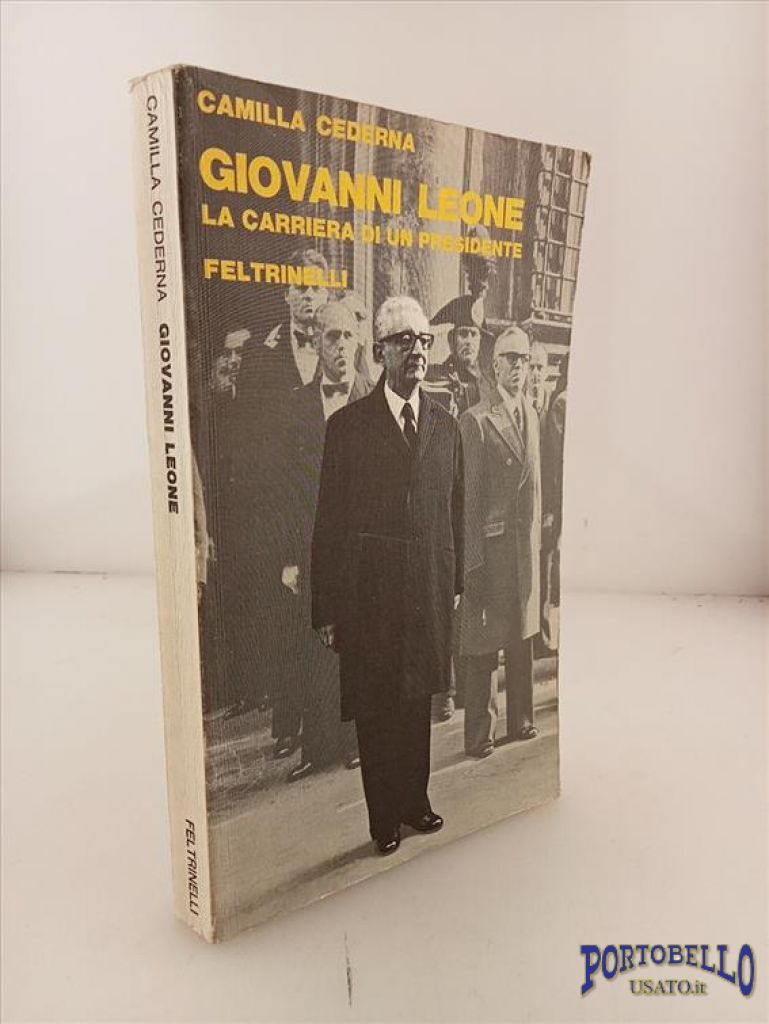 CAMILLA CEDERNA
GIOVANNI LEONE
LA CARRIERA DI UN PRESIDENTE
FELTRINELLI
CAMILLA CEDERNA GIOVANNI LEONE FELTRINELLI
PORTOBELLO
USATO.it